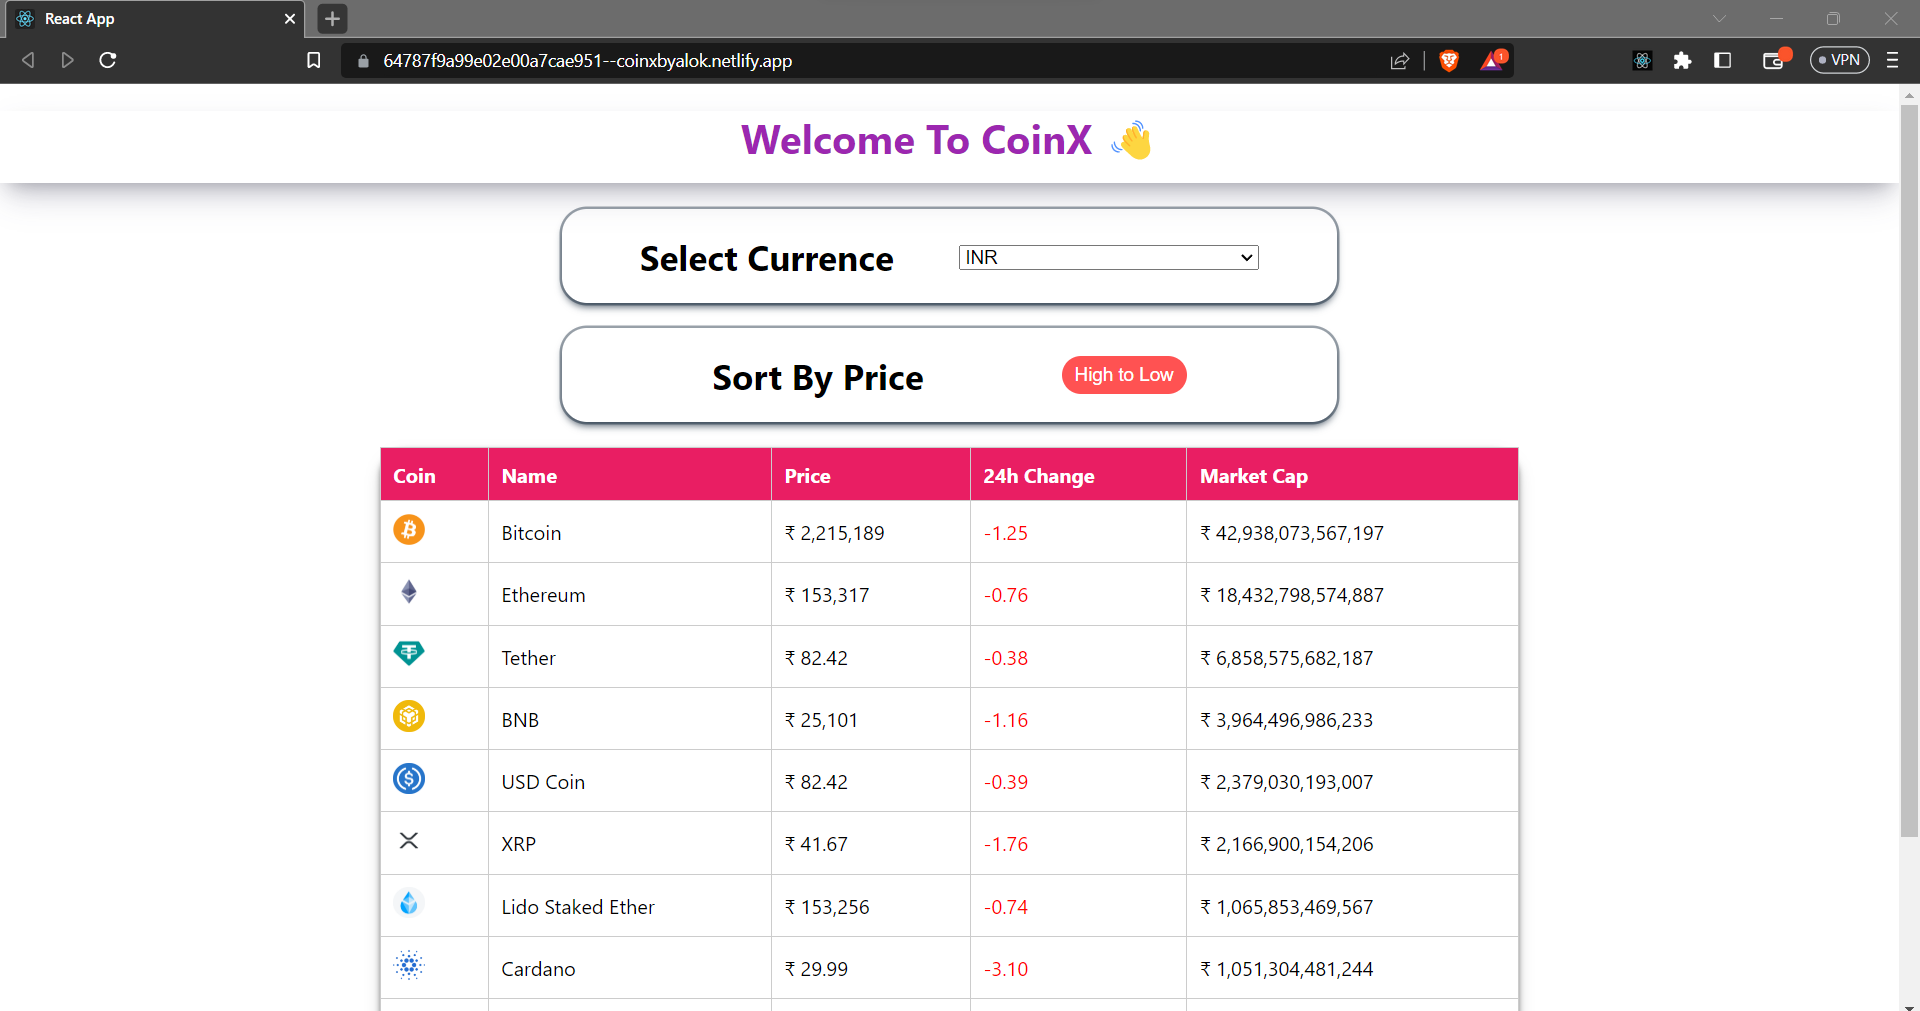 React App
64787f9a99e02e00a7cae951--coinxbyalok.netlify.app
1
VPN
Welcome To CoinX 👋
Select Currence INR
Sort By Price High to Low
Coin Name Price 24h Change Market Cap
Bitcoin ₹ 2,215,189 -1.25 ₹ 42,938,073,567,197
Ethereum ₹ 153,317 -0.76 ₹ 18,432,798,574,887
Tether ₹ 82.42 -0.38 ₹ 6,858,575,682,187
BNB ₹ 25,101 -1.16 ₹ 3,964,496,986,233
USD Coin ₹ 82.42 -0.39 ₹ 2,379,030,193,007
XRP ₹ 41.67 -1.76 ₹ 2,166,900,154,206
Lido Staked Ether ₹ 153,256 -0.74 ₹ 1,065,853,469,567
Cardano ₹ 29.99 -3.10 ₹ 1,051,304,481,244